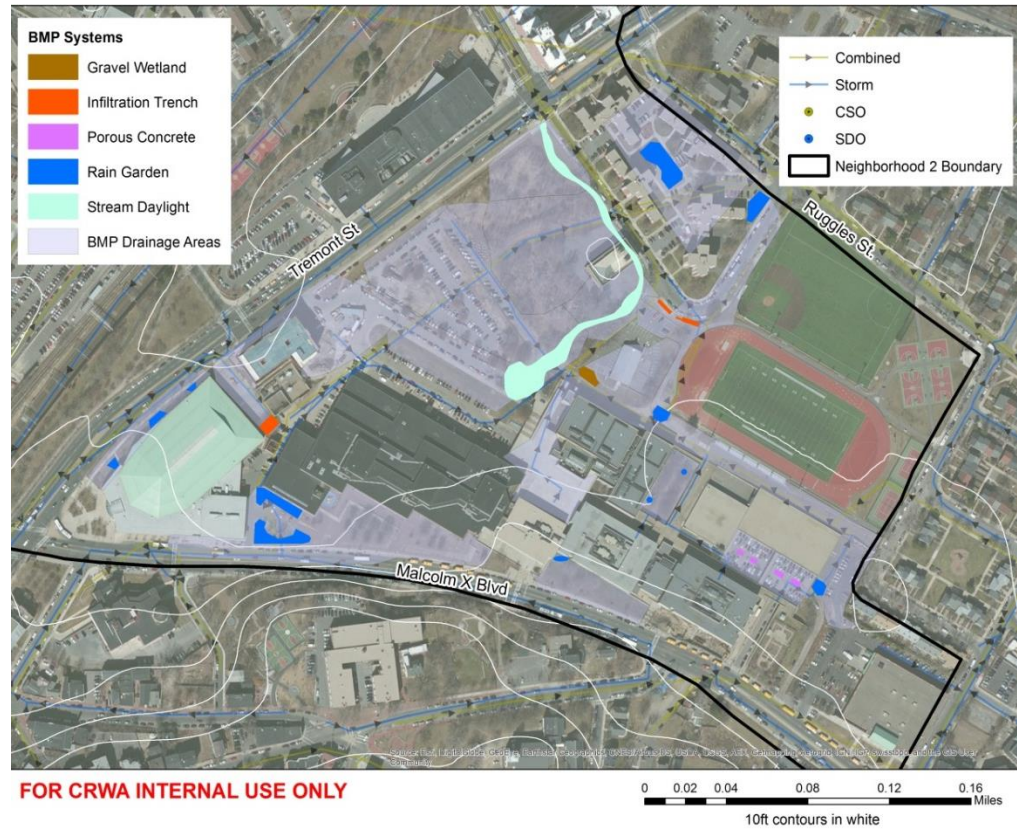 BMP Systems
Gravel Wetland
Infiltration Trench
Porous Concrete
Rain Garden
Stream Daylight
BMP Drainage Areas
Combined
Storm
CSO
SDO
Neighborhood 2 Boundary
Tremont St
Ruggles St.
Malcolm X Blvd
Community
FOR CRWA INTERNAL USE ONLY
0 0.02 0.04 0.08 0.12 0.16
Miles
10ft contours in white